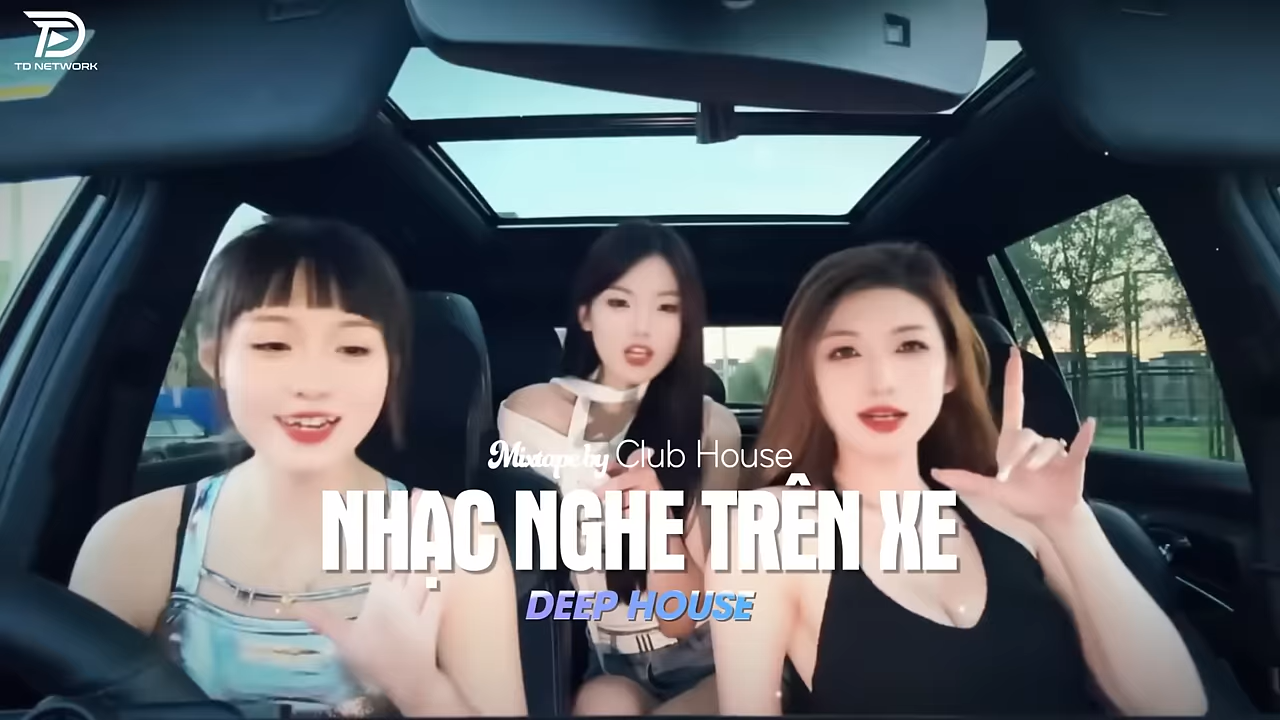 TD NETWORK
Mixtape by Club House
NHẠC NGHE TRÊN XE
DEEP HOUSE